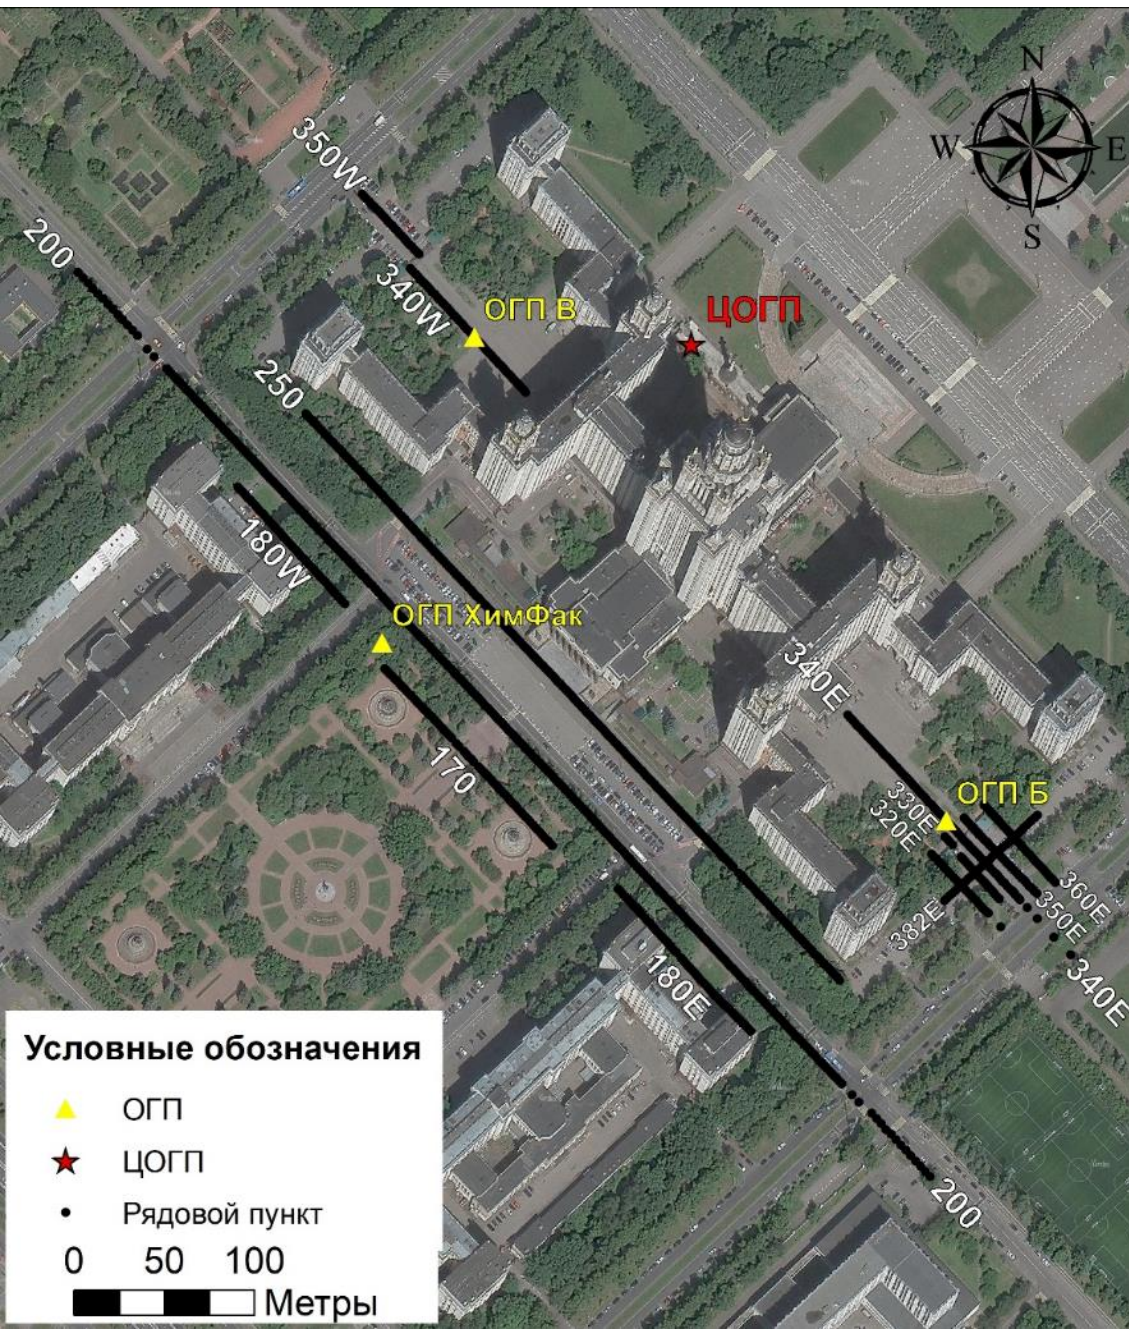 N
W
E
S
350W
200
340W
ОГП В
ЦОГП
250
180W
ОГП ХимФак
340E
170
ОГП Б
330E
320E
360E
350E
382E
340E
180E
200
Условные обозначения
ОГП
ЦОГП
Рядовой пункт
0 50 100
Метры